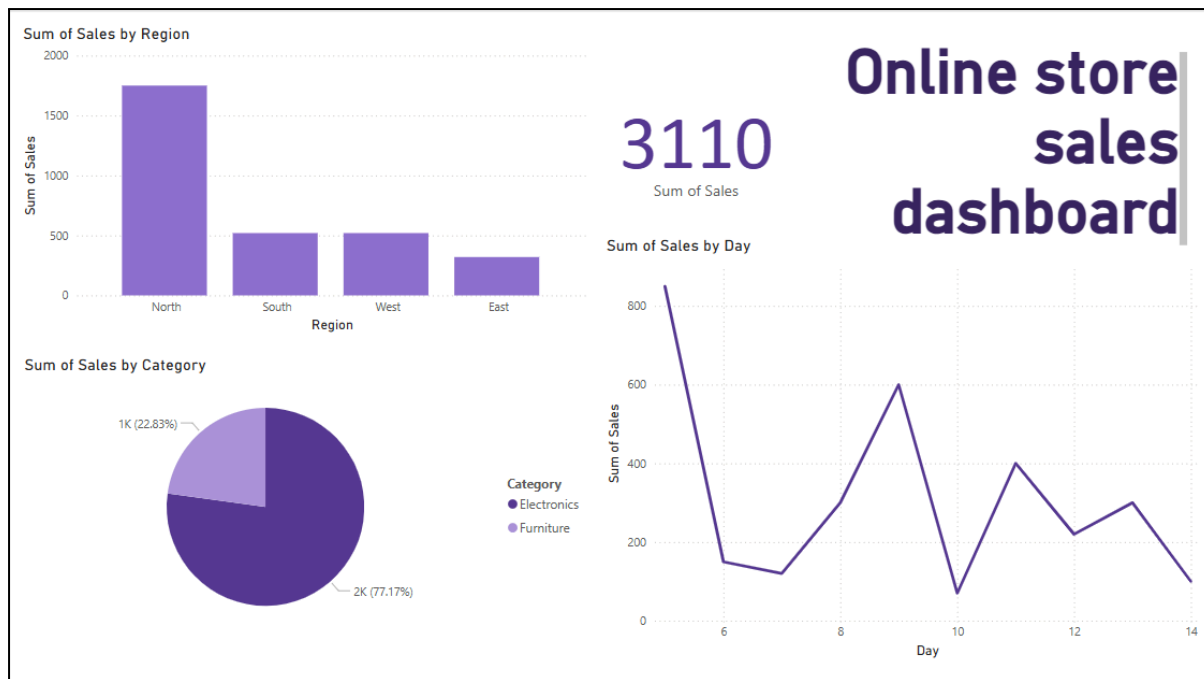 Sum of Sales by Region
2000
1500
1000
500
0
Sum of Sales
North South West East
Region
3110
Sum of Sales
Online store
sales
dashboard
Sum of Sales by Category
1K (22.83%)
2K (77.17%)
Category
Electronics
Furniture
Sum of Sales by Day
800
600
400
200
0
Sum of Sales
6 8 10 12 14
Day